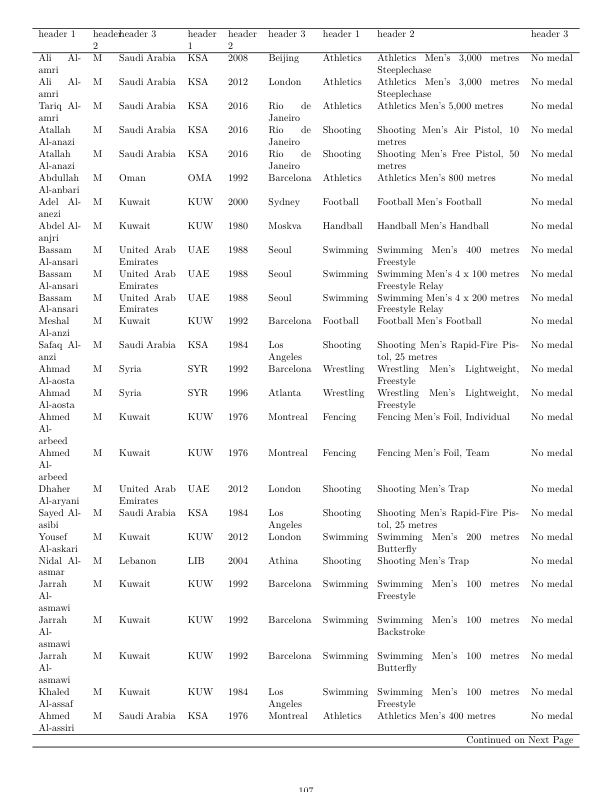 header 1 header 2 header 3 header 1 header 2 header 3 header 1 header 2 header 3
Ali Al-amri M Saudi Arabia KSA 2008 Beijing Athletics Athletics Men's 3,000 metres Steeplechase No medal
Ali Al-amri M Saudi Arabia KSA 2012 London Athletics Athletics Men's 3,000 metres Steeplechase No medal
Tariq Al-amri M Saudi Arabia KSA 2016 Rio de Janeiro Athletics Athletics Men's 5,000 metres No medal
Atallah Al-anazi M Saudi Arabia KSA 2016 Rio de Janeiro Shooting Shooting Men's Air Pistol, 10 metres No medal
Atallah Al-anazi M Saudi Arabia KSA 2016 Rio de Janeiro Shooting Shooting Men's Free Pistol, 50 metres No medal
Abdullah Al-anbari M Oman OMA 1992 Barcelona Athletics Athletics Men's 800 metres No medal
Adel Al-anezi M Kuwait KUW 2000 Sydney Football Football Men's Football No medal
Abdel Al-anjri M Kuwait KUW 1980 Moskva Handball Handball Men's Handball No medal
Bassam Al-ansari M United Arab Emirates UAE 1988 Seoul Swimming Swimming Men's 400 metres Freestyle No medal
Bassam Al-ansari M United Arab Emirates UAE 1988 Seoul Swimming Swimming Men's 4 x 100 metres Freestyle Relay No medal
Bassam Al-ansari M United Arab Emirates UAE 1988 Seoul Swimming Swimming Men's 4 x 200 metres Freestyle Relay No medal
Meshal Al-anzi M Kuwait KUW 1992 Barcelona Football Football Men's Football No medal
Safaq Al-anzi M Saudi Arabia KSA 1984 Los Angeles Shooting Shooting Men's Rapid-Fire Pistol, 25 metres No medal
Ahmad Al-aosta M Syria SYR 1992 Barcelona Wrestling Wrestling Men's Lightweight, Freestyle No medal
Ahmad Al-aosta M Syria SYR 1996 Atlanta Wrestling Wrestling Men's Lightweight, Freestyle No medal
Ahmed Al-arbeed M Kuwait KUW 1976 Montreal Fencing Fencing Men's Foil, Individual No medal
Ahmed Al-arbeed M Kuwait KUW 1976 Montreal Fencing Fencing Men's Foil, Team No medal
Dhaher Al-aryani M United Arab Emirates UAE 2012 London Shooting Shooting Men's Trap No medal
Sayed Al-asibi M Saudi Arabia KSA 1984 Los Angeles Shooting Shooting Men's Rapid-Fire Pistol, 25 metres No medal
Yousef Al-askari M Kuwait KUW 2012 London Swimming Swimming Men's 200 metres Butterfly No medal
Nidal Al-asmar M Lebanon LIB 2004 Athina Shooting Shooting Men's Trap No medal
Jarrah Al-asmawi M Kuwait KUW 1992 Barcelona Swimming Swimming Men's 100 metres Freestyle No medal
Jarrah Al-asmawi M Kuwait KUW 1992 Barcelona Swimming Swimming Men's 100 metres Backstroke No medal
Jarrah Al-asmawi M Kuwait KUW 1992 Barcelona Swimming Swimming Men's 100 metres Butterfly No medal
Khaled Al-assaf M Kuwait KUW 1984 Los Angeles Swimming Swimming Men's 100 metres Freestyle No medal
Ahmed Al-assiri M Saudi Arabia KSA 1976 Montreal Athletics Athletics Men's 400 metres No medal
Continued on Next Page
107